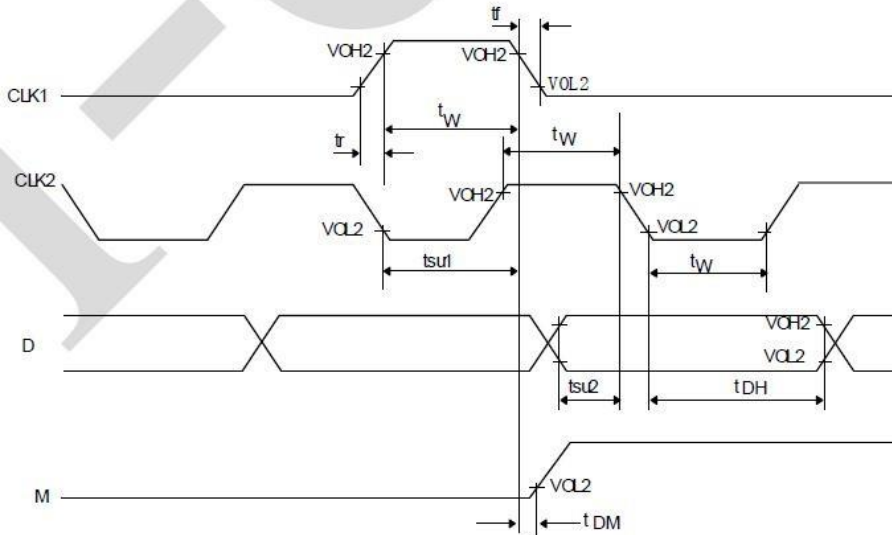 tf
VOH2 VOH2
VOL2
CLK1
tW
tr
tW
CLK2
VOH2 VOH2
VOL2 VOL2
tsu1
tW
D
VOH2
VOL2
tsu2
tDH
M
VOL2
tDM